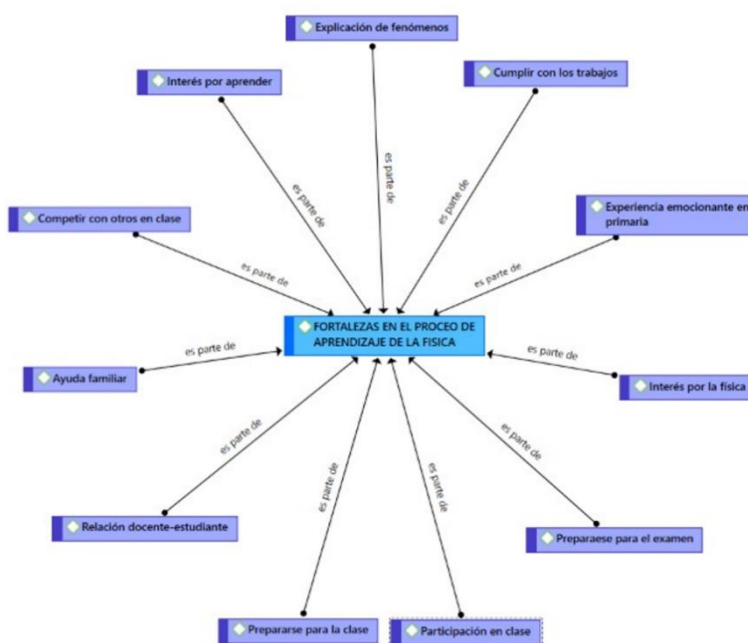 Explicación de fenómenos
Cumplir con los trabajos
Interés por aprender
es parte de
es parte de
es parte de
Experiencia emocionante en
primaria
Competir con otros en clase
es parte de
es parte de
FORTALEZAS EN EL PROCEO DE
APRENDIZAJE DE LA FISICA
es parte de
es parte de
Ayuda familiar
Interés por la física
es parte de
es parte de
es parte de
es parte de
Relación docente-estudiante
Preparaese para el examen
Prepararse para la clase
Participación en clase